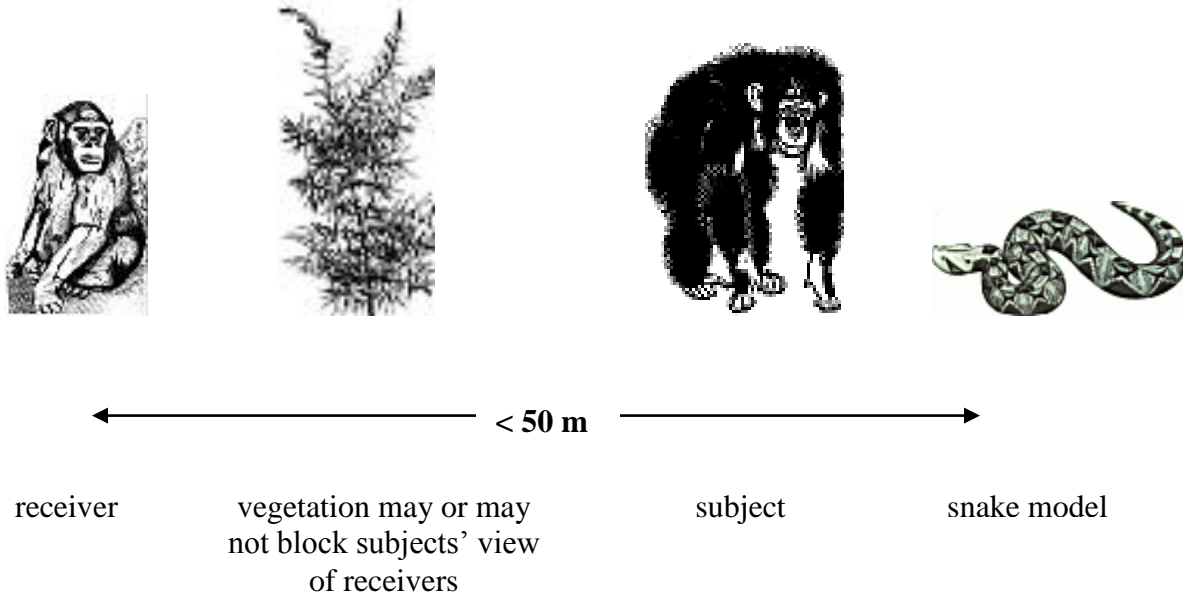 < 50 m
receiver
vegetation may or may
not block subjects’ view
of receivers
subject
snake model